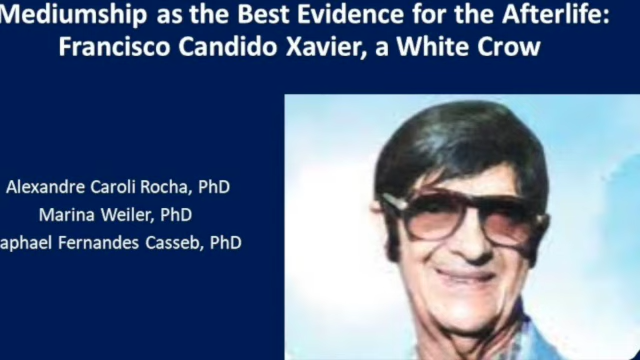 Mediumship as the Best Evidence for the Afterlife:
Francisco Candido Xavier, a White Crow
Alexandre Caroli Rocha, PhD
Marina Weiler, PhD
aphael Fernandes Casseb, PhD